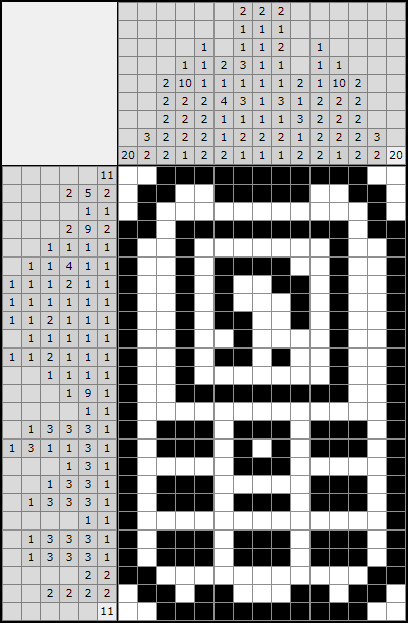 2 2 2
1 1 1
1 1 1 2 1
1 1 2 3 1 1 1 1
2 10 1 1 1 1 1 2 1 10 2
2 2 2 4 3 1 3 1 2 2 2
2 2 2 1 1 1 1 3 2 2 2
3 2 2 2 1 2 2 2 1 2 2 2 3
20 2 2 1 2 2 1 1 1 2 2 1 2 2 20
11
2 5 2
1 1
2 9 2
1 1 1 1
1 1 4 1 1
1 1 1 2 1 1
1 1 1 1 1 1
1 1 2 1 1 1
1 1 1 1 1
1 1 2 1 1 1
1 1 1 1
1 9 1
1 1
1 3 3 3 1
1 3 1 1 3 1
1 3 1
1 3 3 1
1 3 3 3 1
1 1
1 3 3 3 1
1 3 3 3 1
2 2
2 2 2 2
11